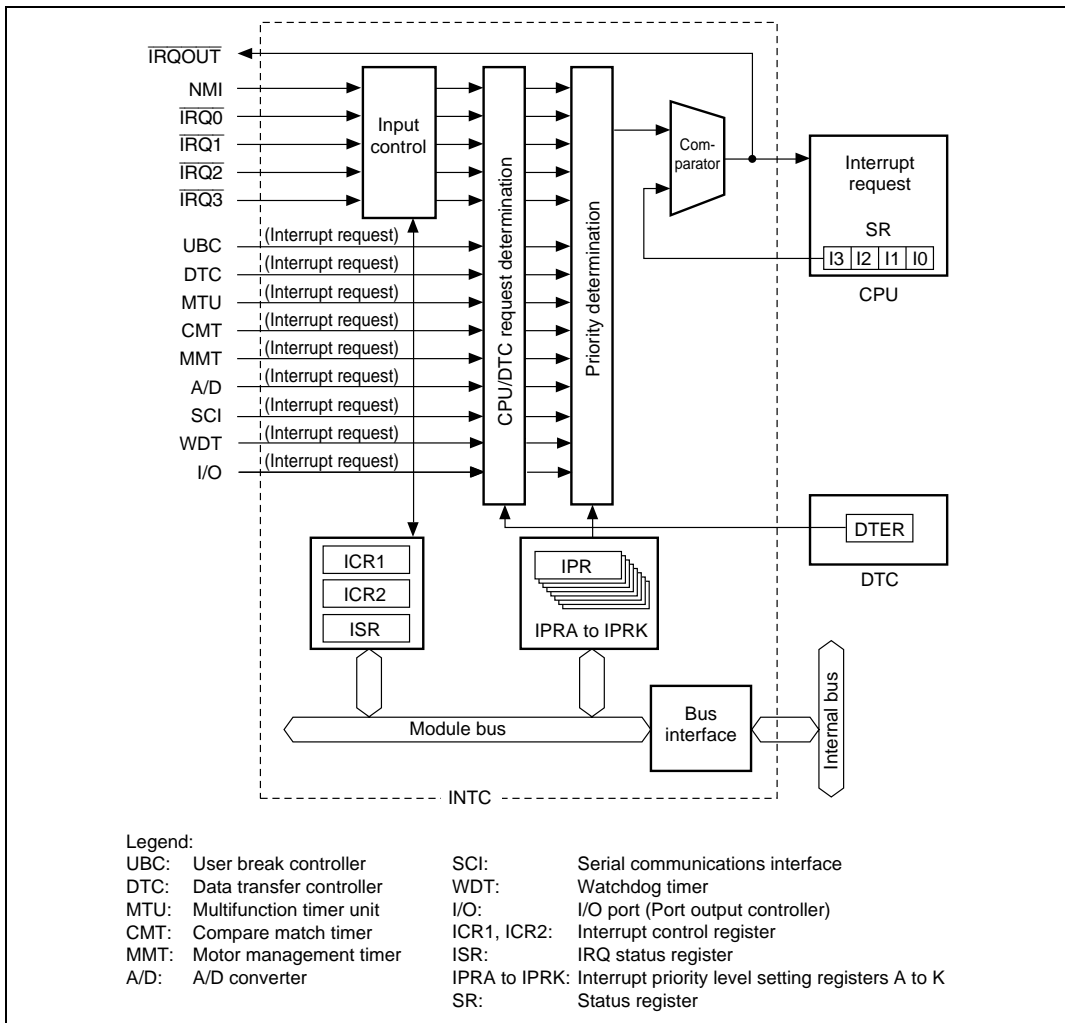 IRQOUT
NMI
IRQ0
IRQ1
IRQ2
IRQ3
UBC
DTC
MTU
CMT
MMT
A/D
SCI
WDT
I/O
(Interrupt request)
(Interrupt request)
(Interrupt request)
(Interrupt request)
(Interrupt request)
(Interrupt request)
(Interrupt request)
(Interrupt request)
(Interrupt request)
Input
control
CPU/DTC request determination
Priority determination
Com-
parator
Interrupt
request
SR
I3 I2 I1 I0
CPU
DTER
DTC
ICR1
ICR2
ISR
IPR
IPRA to IPRK
Module bus
Bus
interface
Internal bus
INTC
Legend:
UBC: User break controller
DTC: Data transfer controller
MTU: Multifunction timer unit
CMT: Compare match timer
MMT: Motor management timer
A/D: A/D converter
SCI: Serial communications interface
WDT: Watchdog timer
I/O: I/O port (Port output controller)
ICR1, ICR2: Interrupt control register
ISR: IRQ status register
IPRA to IPRK: Interrupt priority level setting registers A to K
SR: Status register